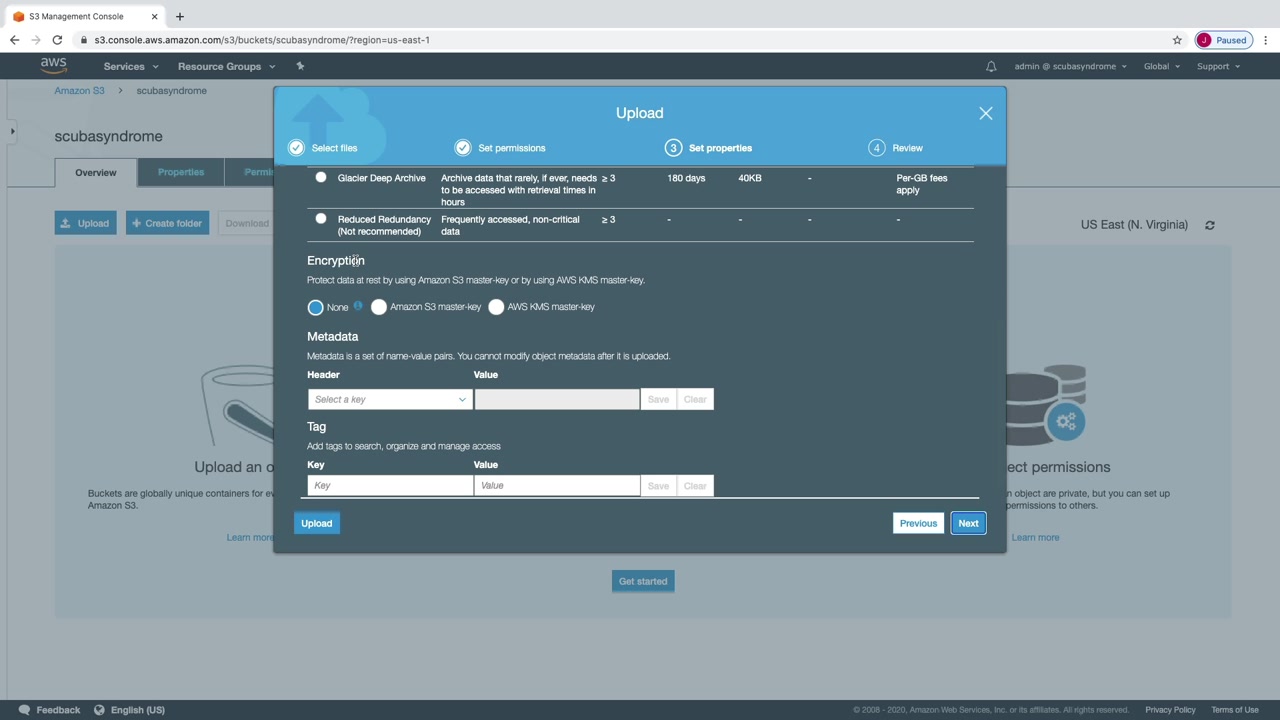 S3 Management Console
s3.console.aws.amazon.com/s3/buckets/scubasyndrome/?region=us-east-1
J Paused
aws Services Resource Groups admin @ scubasyndrome Global Support
Amazon S3 > scubasyndrome
scubasyndrome
Overview Properties Permi
Upload + Create folder Download
US East (N. Virginia)
Upload
Select files Set permissions 3 Set properties 4 Review
Glacier Deep Archive Archive data that rarely, if ever, needs ≥ 3 180 days 40KB - Per-GB fees
to be accessed with retrieval times in apply
hours
Reduced Redundancy Frequently accessed, non-critical ≥ 3 - - - -
(Not recommended) data
Encryption
Protect data at rest by using Amazon S3 master-key or by using AWS KMS master-key.
None Amazon S3 master-key AWS KMS master-key
Metadata
Metadata is a set of name-value pairs. You cannot modify object metadata after it is uploaded.
Header Value
Select a key Save Clear
Tag
Add tags to search, organize and manage access
Key Value
Key Value Save Clear
Upload Previous Next
Upload an o
Buckets are globally unique containers for ev
Amazon S3.
Learn more
ect permissions
n object are private, but you can set up
permissions to others.
Learn more
Get started
Feedback English (US) © 2008 - 2020, Amazon Web Services, Inc. or its affiliates. All rights reserved. Privacy Policy Terms of Use